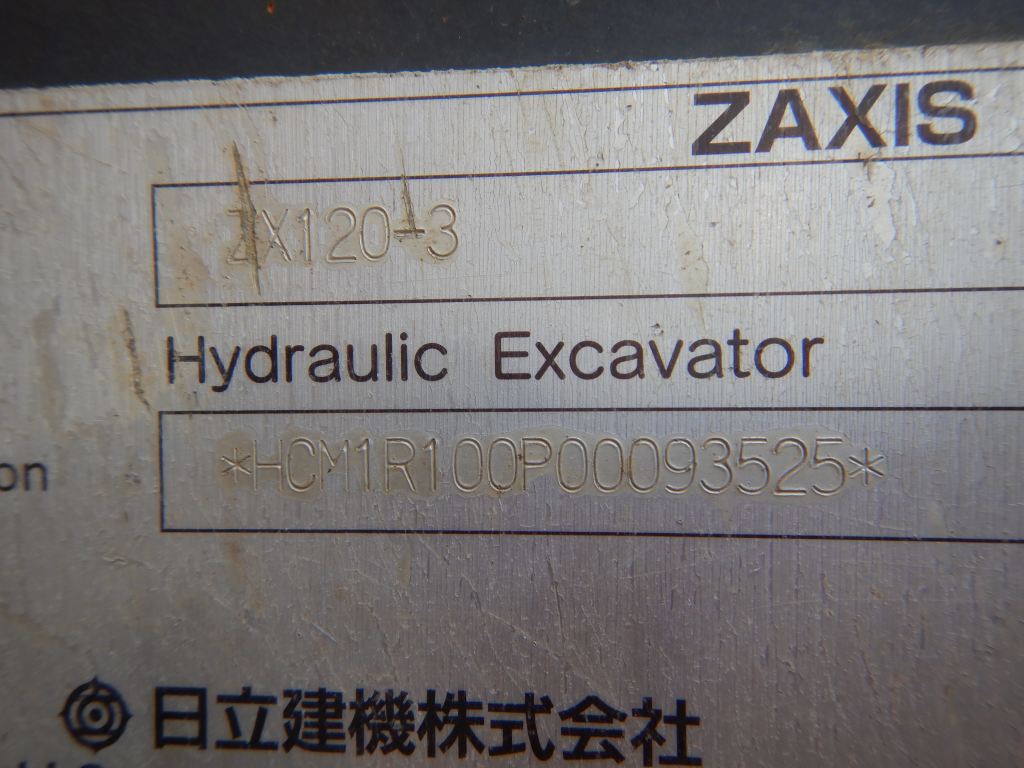 ZAXIS
ZX120-3
Hydraulic Excavator
on
*HCM1R100P00093525*
日立建機株式会社